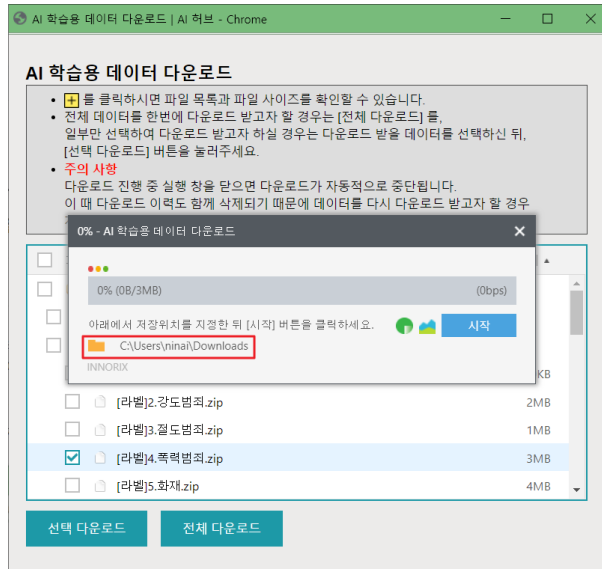 AI 학습용 데이터 다운로드 | AI 허브 - Chrome
AI 학습용 데이터 다운로드
• + 를 클릭하시면 파일 목록과 파일 사이즈를 확인할 수 있습니다.
• 전체 데이터를 한번에 다운로드 받고자 할 경우는 [전체 다운로드] 를,
일부만 선택하여 다운로드 받고자 하실 경우는 다운로드 받을 데이터를 선택하신 뒤,
[선택 다운로드] 버튼을 눌러주세요.
• 주의 사항
다운로드 진행 중 실행 창을 닫으면 다운로드가 자동적으로 중단됩니다.
이 때 다운로드 이력도 함께 삭제되기 때문에 데이터를 다시 다운로드 받고자 할 경우
0% - AI 학습용 데이터 다운로드
0% (0B/3MB) (0bps)
아래에서 저장위치를 지정한 뒤 [시작] 버튼을 클릭하세요. 시작
C:\Users\ninai\Downloads
INNORIX
KB
[라벨]2.강도범죄.zip 2MB
[라벨]3.절도범죄.zip 1MB
[라벨]4.폭력범죄.zip 3MB
[라벨]5.화재.zip 4MB
선택 다운로드 전체 다운로드